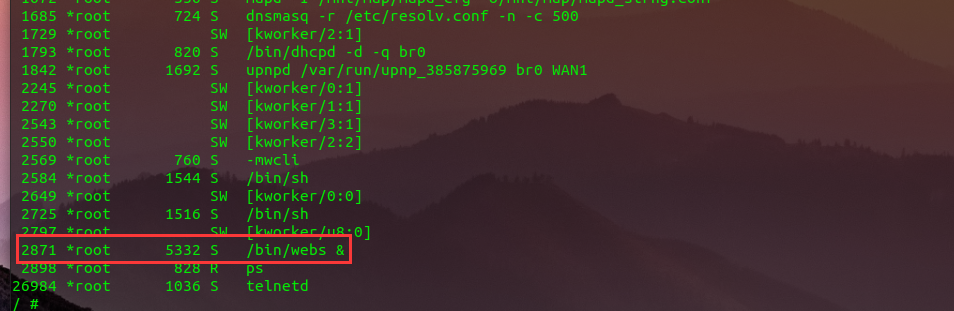 1685 *root 724 S dnsmasq -r /etc/resolv.conf -n -c 500
1729 *root SW [kworker/2:1]
1793 *root 820 S /bin/dhcpd -d -q br0
1842 *root 1692 S upnpd /var/run/upnp_385875969 br0 WAN1
2245 *root SW [kworker/0:1]
2270 *root SW [kworker/1:1]
2543 *root SW [kworker/3:1]
2550 *root SW [kworker/2:2]
2569 *root 760 S -mwcli
2584 *root 1544 S /bin/sh
2649 *root SW [kworker/0:0]
2725 *root 1516 S /bin/sh
2797 *root SW [kworker/u8:0]
2871 *root 5332 S /bin/webs &
2898 *root 828 R ps
26984 *root 1036 S telnetd
/ #